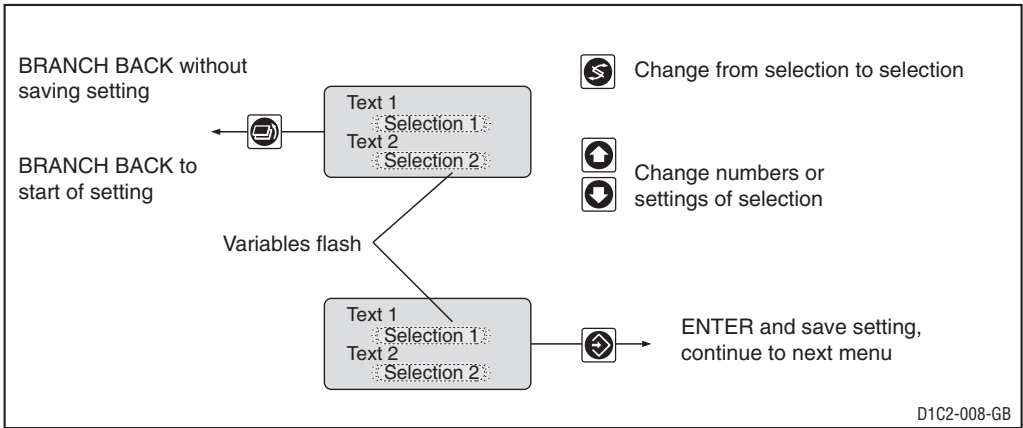 BRANCH BACK without
saving setting
BRANCH BACK to
start of setting
Text 1
Selection 1
Text 2
Selection 2
Change from selection to selection
Change numbers or
settings of selection
Variables flash
Text 1
Selection 1
Text 2
Selection 2
ENTER and save setting,
continue to next menu
D1C2-008-GB